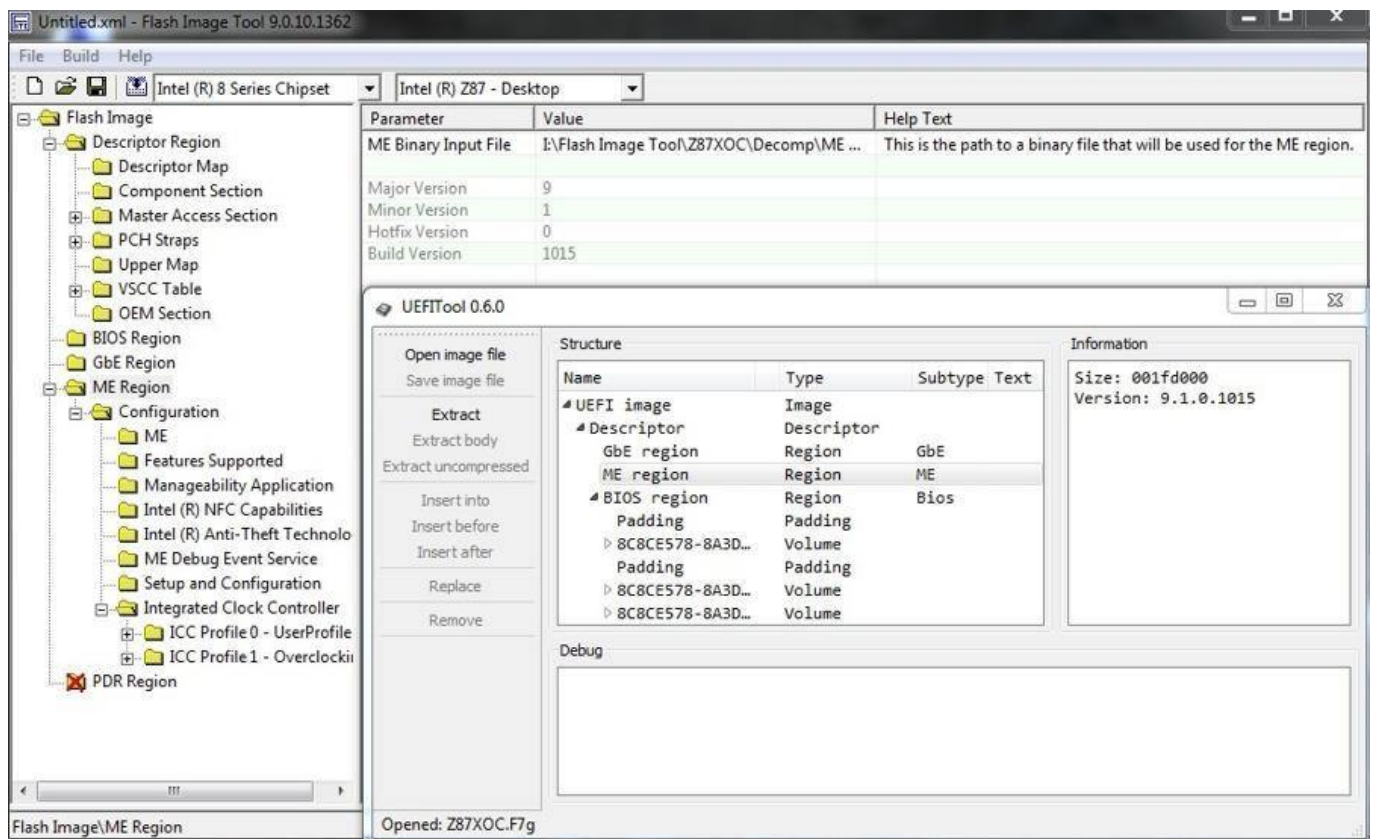 Untitled.xml - Flash Image Tool 9.0.10.1362
File Build Help
Intel (R) 8 Series Chipset Intel (R) Z87 - Desktop
Flash Image
Descriptor Region
Descriptor Map
Component Section
Master Access Section
PCH Straps
Upper Map
VSCC Table
OEM Section
BIOS Region
GbE Region
ME Region
Configuration
ME
Features Supported
Manageability Application
Intel (R) NFC Capabilities
Intel (R) Anti-Theft Technolo
ME Debug Event Service
Setup and Configuration
Integrated Clock Controller
ICC Profile 0 - UserProfile
ICC Profile 1 - Overclocki
PDR Region
Parameter Value Help Text
ME Binary Input File I:\Flash Image Tool\Z87XOC\Decomp\ME ... This is the path to a binary file that will be used for the ME region.
Major Version 9
Minor Version 1
Hotfix Version 0
Build Version 1015
UEFITool 0.6.0
Open image file
Save image file
Extract
Extract body
Extract uncompressed
Insert into
Insert before
Insert after
Replace
Remove
Structure
Name Type Subtype Text
UEFI image Image
Descriptor Descriptor
GbE region Region GbE
ME region Region ME
BIOS region Region Bios
Padding Padding
8C8CE578-8A3D... Volume
Padding Padding
8C8CE578-8A3D... Volume
8C8CE578-8A3D... Volume
Information
Size: 001fd000
Version: 9.1.0.1015
Debug
Opened: Z87XOC.F7g
Flash Image\ME Region